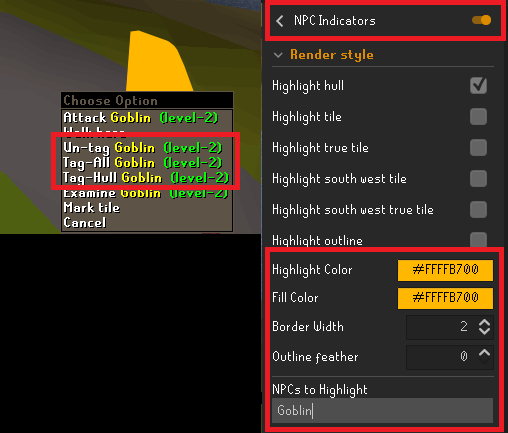 Choose Option
Attack Goblin (level-2)
Walk here
Un-tag Goblin (level-2)
Tag-All Goblin (level-2)
Tag-Hull Goblin (level-2)
Examine Goblin (level-2)
Mark tile
Cancel
NPC Indicators
Render style
Highlight hull
Highlight tile
Highlight true tile
Highlight south west tile
Highlight south west true tile
Highlight outline
Highlight Color #FFFFB700
Fill Color #FFFFB700
Border Width 2
Outline feather 0
NPCs to Highlight
Goblin